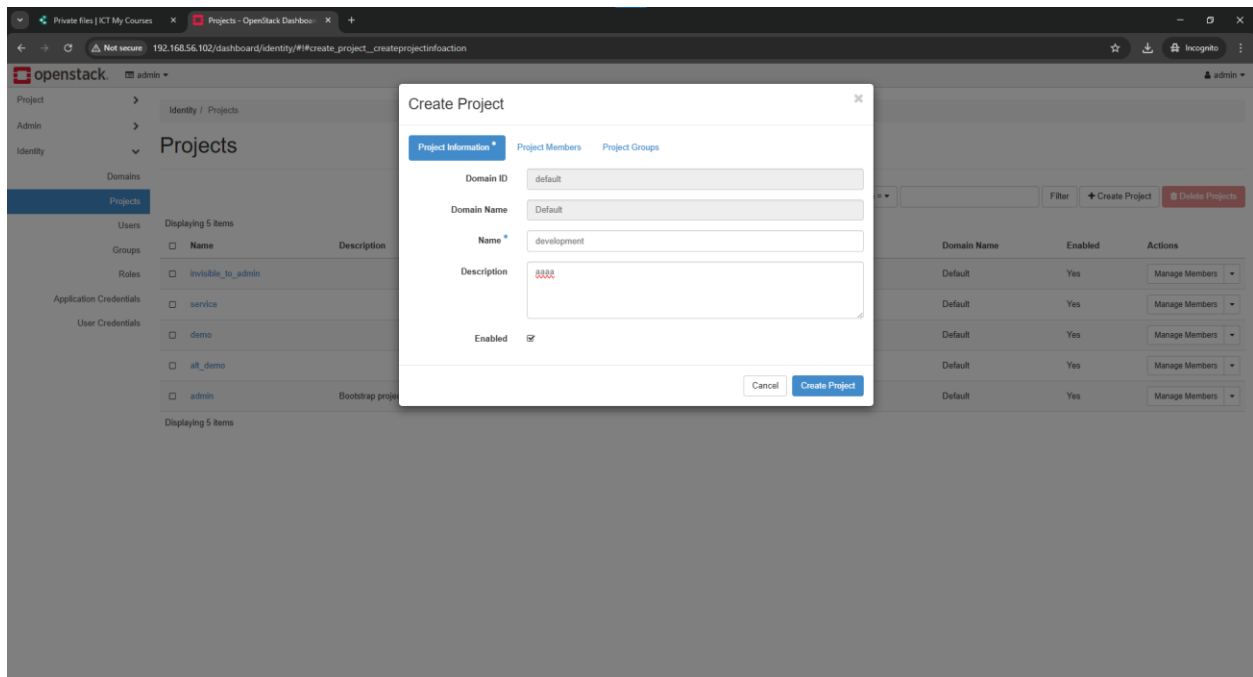 Private files | ICT My Courses
Projects - OpenStack Dashboar
Not secure 192.168.56.102/dashboard/identity/#!#create_project__createprojectinfoaction
Incognito
openstack. admin
admin
Project
Admin
Identity
Domains
Projects
Users
Groups
Roles
Application Credentials
User Credentials
Identity / Projects
Projects
= Filter + Create Project Delete Projects
Displaying 5 items
Name Description Domain Name Enabled Actions
invisible_to_admin Default Yes Manage Members
service Default Yes Manage Members
demo Default Yes Manage Members
alt_demo Default Yes Manage Members
admin Bootstrap proje Default Yes Manage Members
Displaying 5 items
Create Project
Project Information * Project Members Project Groups
Domain ID default
Domain Name Default
Name * development
Description aaaa
Enabled
Cancel Create Project